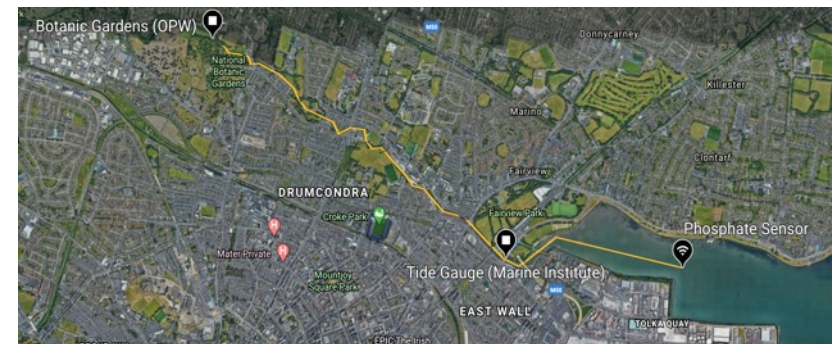 Botanic Gardens (OPW)
M50
Donnycarney
National
Botanic
Gardens
Killester
Marino
Clontarf
Fairview
DRUMCONDRA
Croke Park
Fairview Park
Phosphate Sensor
H
Mater Private
H
Tide Gauge (Marine Institute)
Mountjoy
Square Park
M50
EAST WALL
TOLKA QUAY
EPIC The Irish